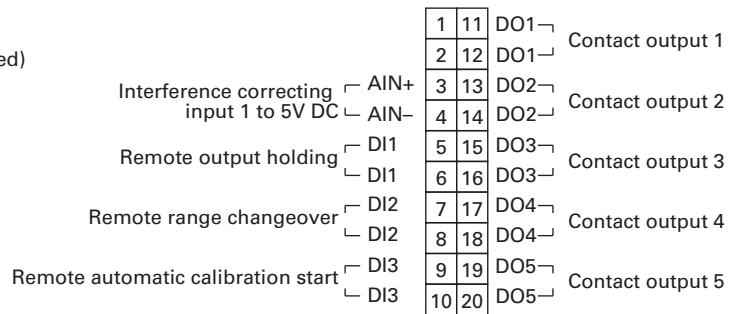 1 11 DO1
Contact output 1
ed)
2 12 DO1
Interference correcting
input 1 to 5V DC
AIN+ 3 13 DO2
Contact output 2
AIN– 4 14 DO2
Remote output holding
DI1 5 15 DO3
Contact output 3
DI1 6 16 DO3
Remote range changeover
DI2 7 17 DO4
Contact output 4
DI2 8 18 DO4
Remote automatic calibration start
DI3 9 19 DO5
Contact output 5
DI3 10 20 DO5